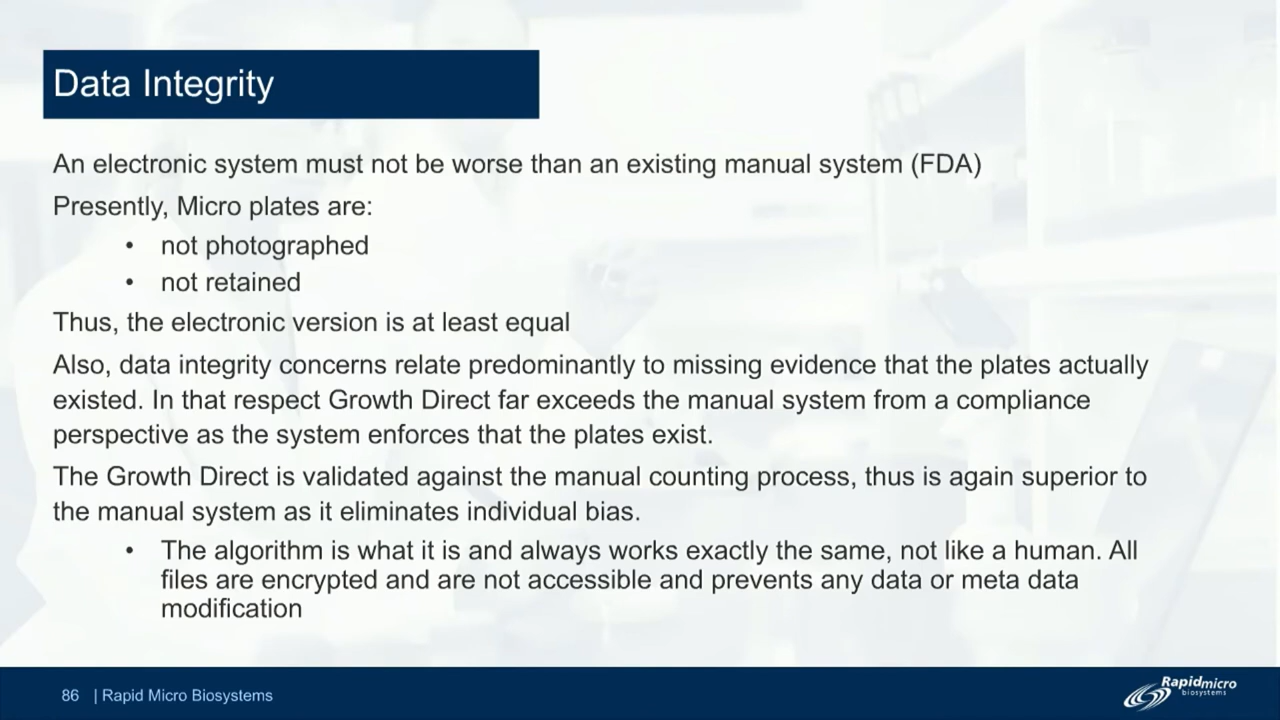 Data Integrity
An electronic system must not be worse than an existing manual system (FDA)
Presently, Micro plates are:
• not photographed
• not retained
Thus, the electronic version is at least equal
Also, data integrity concerns relate predominantly to missing evidence that the plates actually
existed. In that respect Growth Direct far exceeds the manual system from a compliance
perspective as the system enforces that the plates exist.
The Growth Direct is validated against the manual counting process, thus is again superior to
the manual system as it eliminates individual bias.
• The algorithm is what it is and always works exactly the same, not like a human. All
files are encrypted and are not accessible and prevents any data or meta data
modification
86 | Rapid Micro Biosystems
Rapidmicro
biosystems